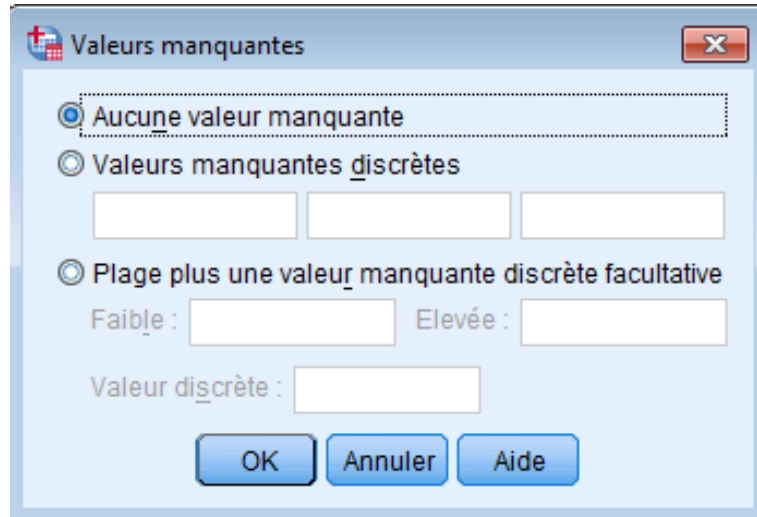 Valeurs manquantes
Aucune valeur manquante
Valeurs manquantes discrètes
Plage plus une valeur manquante discrète facultative
Faible : Elevée :
Valeur discrète :
OK Annuler Aide